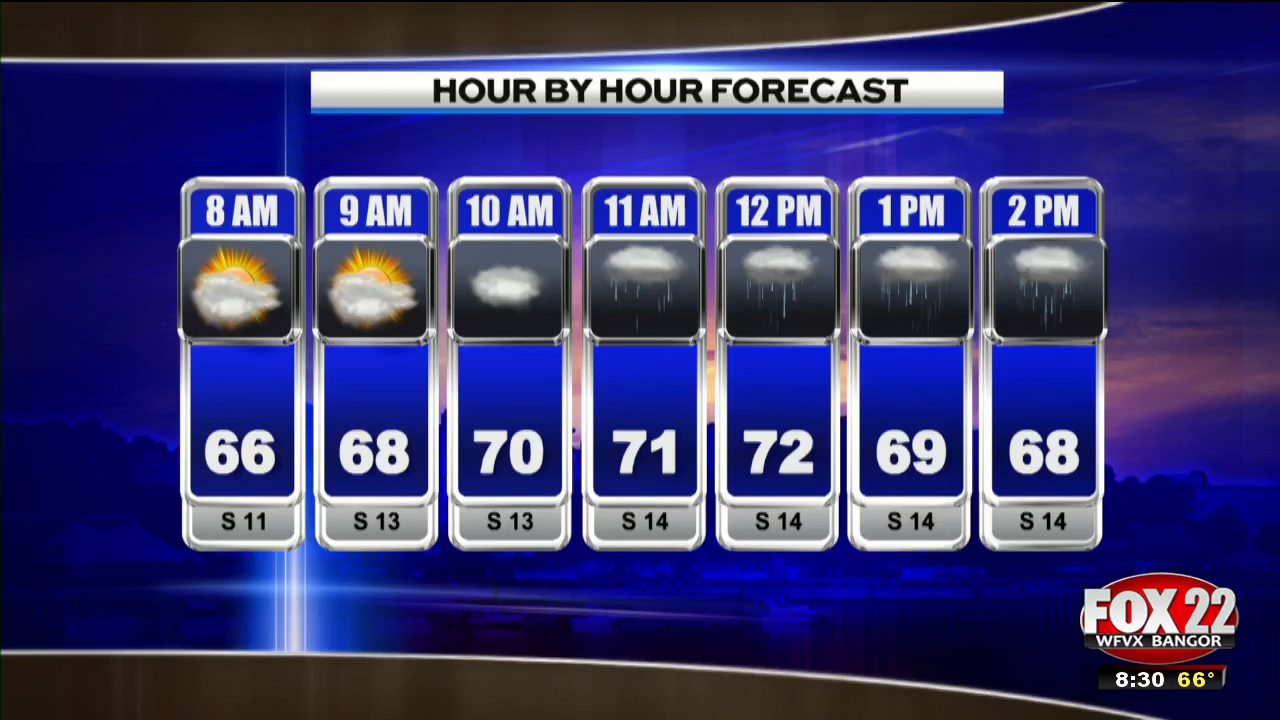 HOUR BY HOUR FORECAST
8 AM 9 AM 10 AM 11 AM 12 PM 1 PM 2 PM
66 68 70 71 72 69 68
S 11 S 13 S 13 S 14 S 14 S 14 S 14
FOX 22
WFVX BANGOR
8:30 66°